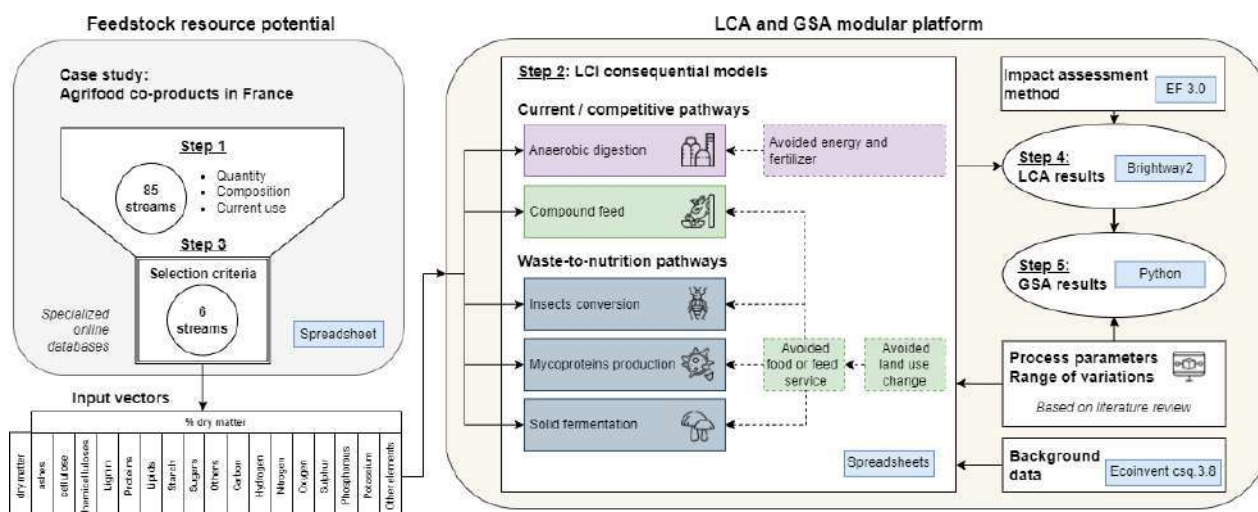 Feedstock resource potential
Case study:
Agrifood co-products in France
Step 1
85
streams
• Quantity
• Composition
• Current use
Step 3
Selection criteria
6
streams
Specialized
online
databases
Spreadsheet
Input vectors
% dry matter
dry matter
ashes
cellulose
hemicelluloses
Lignin
Proteins
Lipids
Starch
Sugars
Others
Carbon
Hydrogen
Nitrogen
Oxygen
Sulphur
Phosphorous
Potassium
Other elements
LCA and GSA modular platform
Step 2: LCI consequential models
Current / competitive pathways
Anaerobic digestion
Avoided energy and
fertilizer
Compound feed
Waste-to-nutrition pathways
Insects conversion
Mycoproteins production
Avoided
food or feed
service
Avoided
land use
change
Solid fermentation
Spreadsheets
Impact assessment
method
EF 3.0
Step 4:
LCA results
Brightway2
Step 5:
GSA results
Python
Process parameters
Range of variations
Based on literature review
Background
data
Ecoinvent csq.3.8